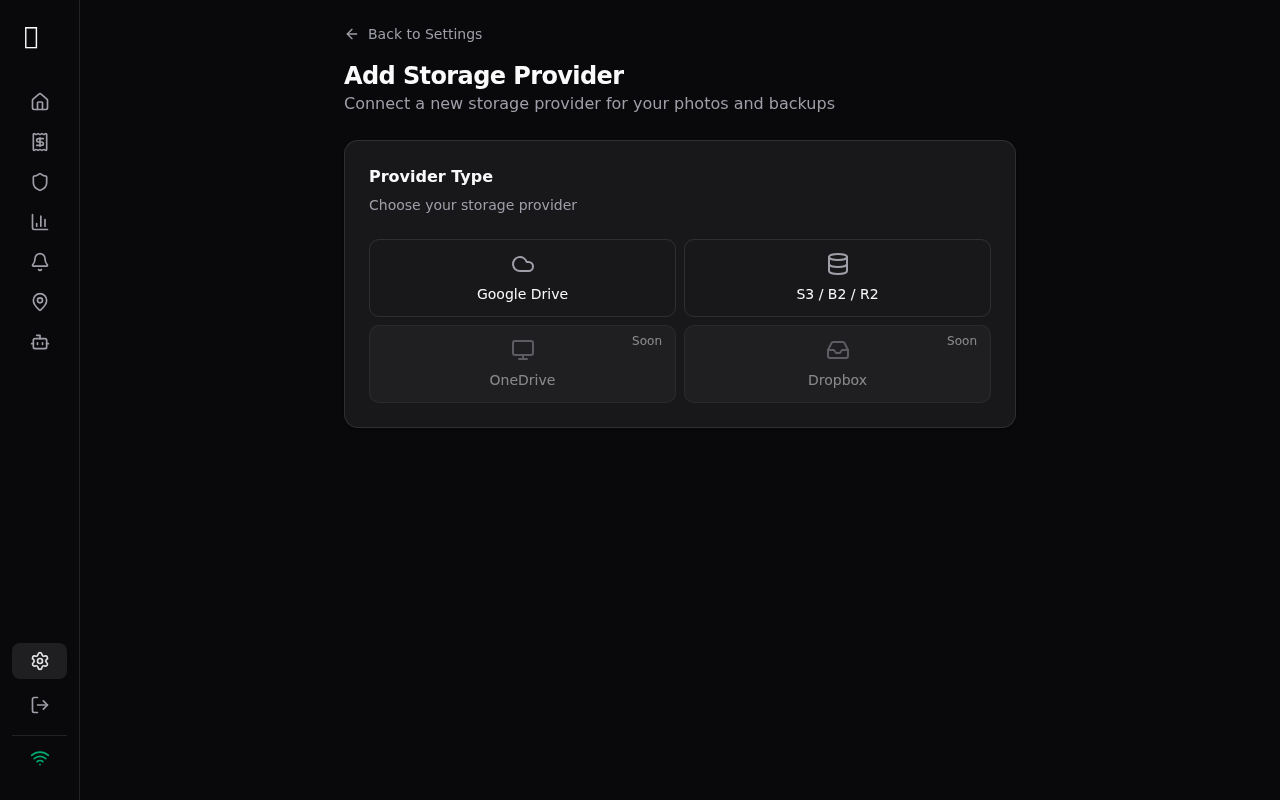 Back to Settings
Add Storage Provider
Connect a new storage provider for your photos and backups
Provider Type
Choose your storage provider
Google Drive
S3 / B2 / R2
Soon
OneDrive
Soon
Dropbox